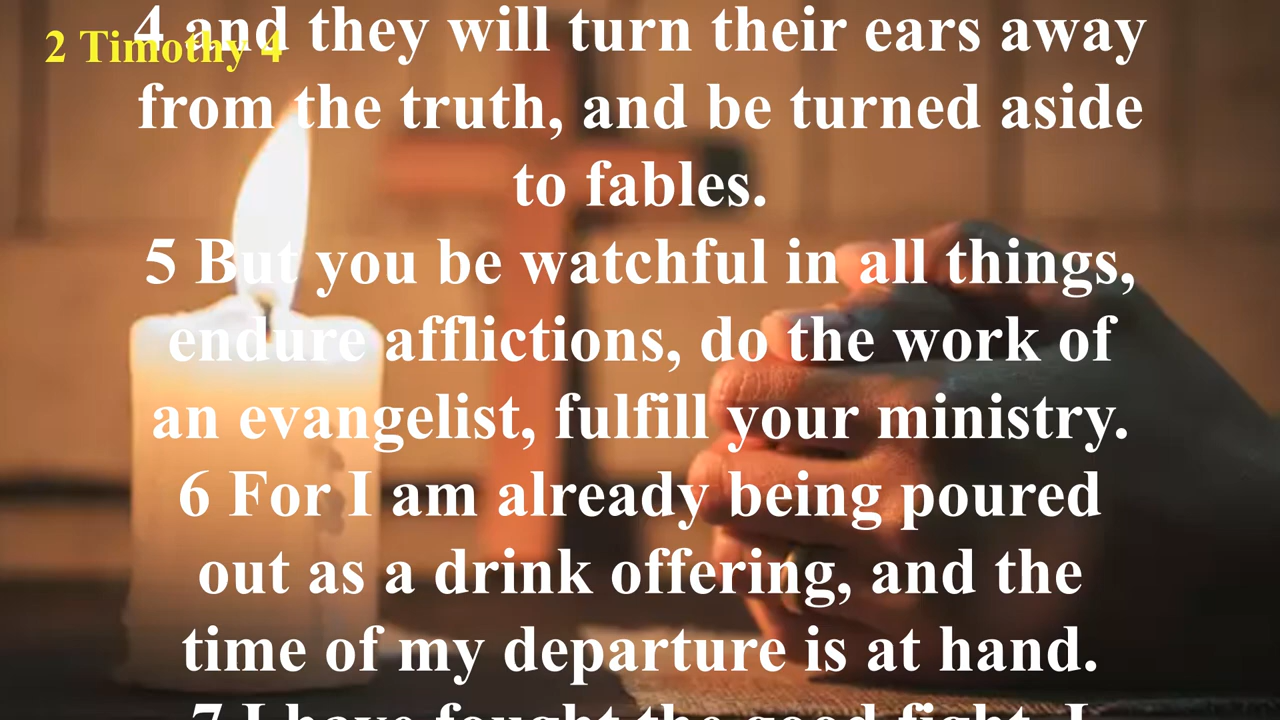 2 Timothy 4
4 and they will turn their ears away
from the truth, and be turned aside
to fables.
5 But you be watchful in all things,
endure afflictions, do the work of
an evangelist, fulfill your ministry.
6 For I am already being poured
out as a drink offering, and the
time of my departure is at hand.
7 I have fought the good fight, I